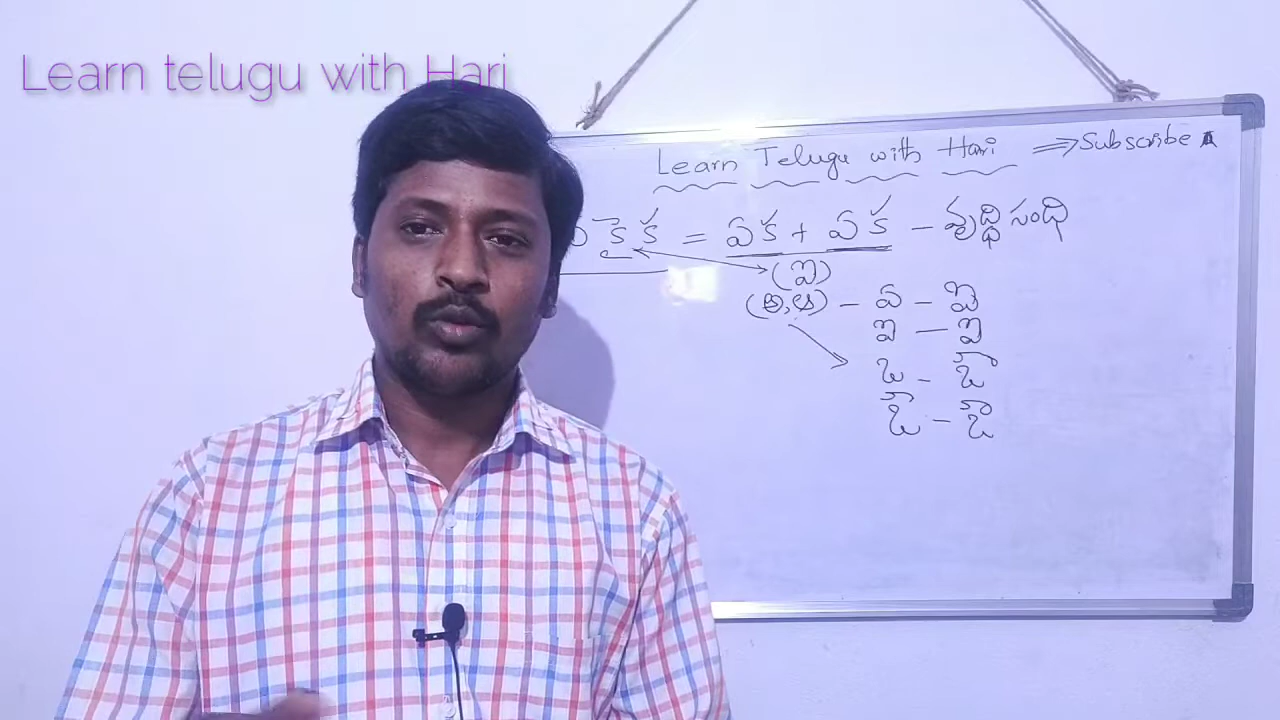 Learn telugu with Hari
Learn Telugu with Hari ⇒ Subscribe
కైక = ఏక + ఏక - వృద్ధి సంధి
(ఐ)
(అ,ఆ) - ఏ - ఐ
ఐ - ఐ
ఓ - ఔ
ఔ - ఔ